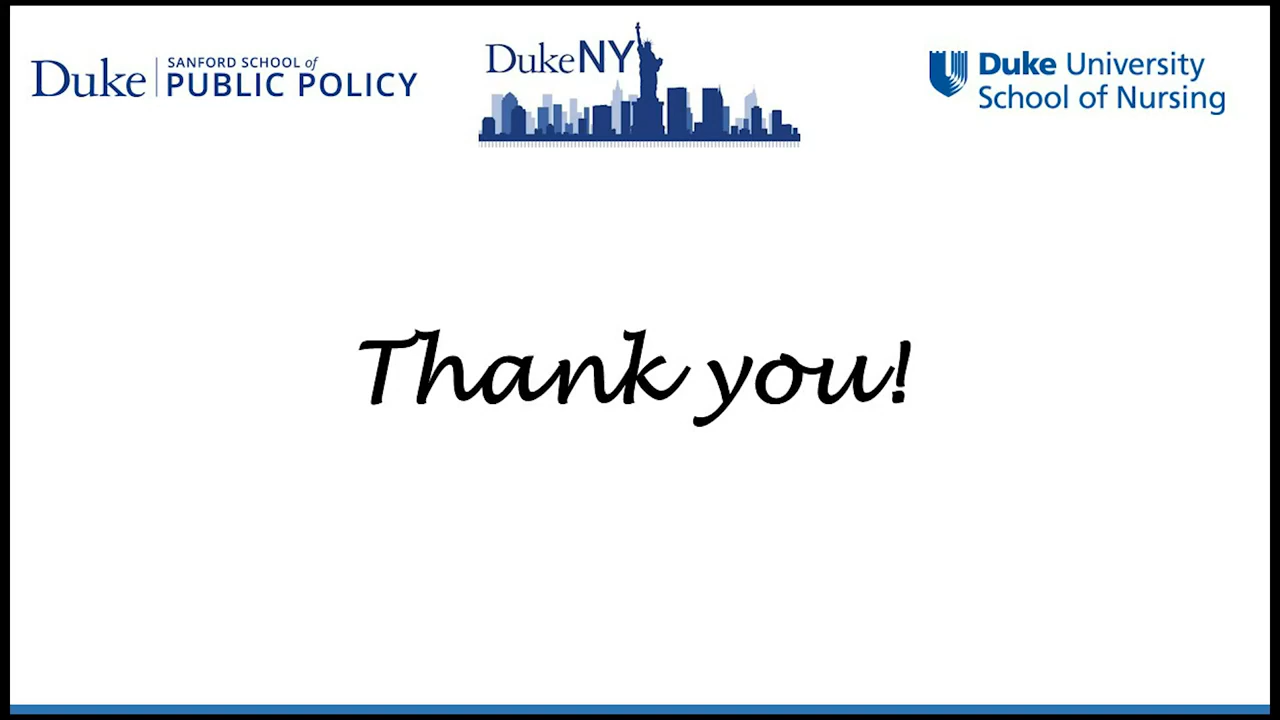 Duke
SANFORD SCHOOL of
PUBLIC POLICY
DukeNY
Duke University
School of Nursing
Thank you!